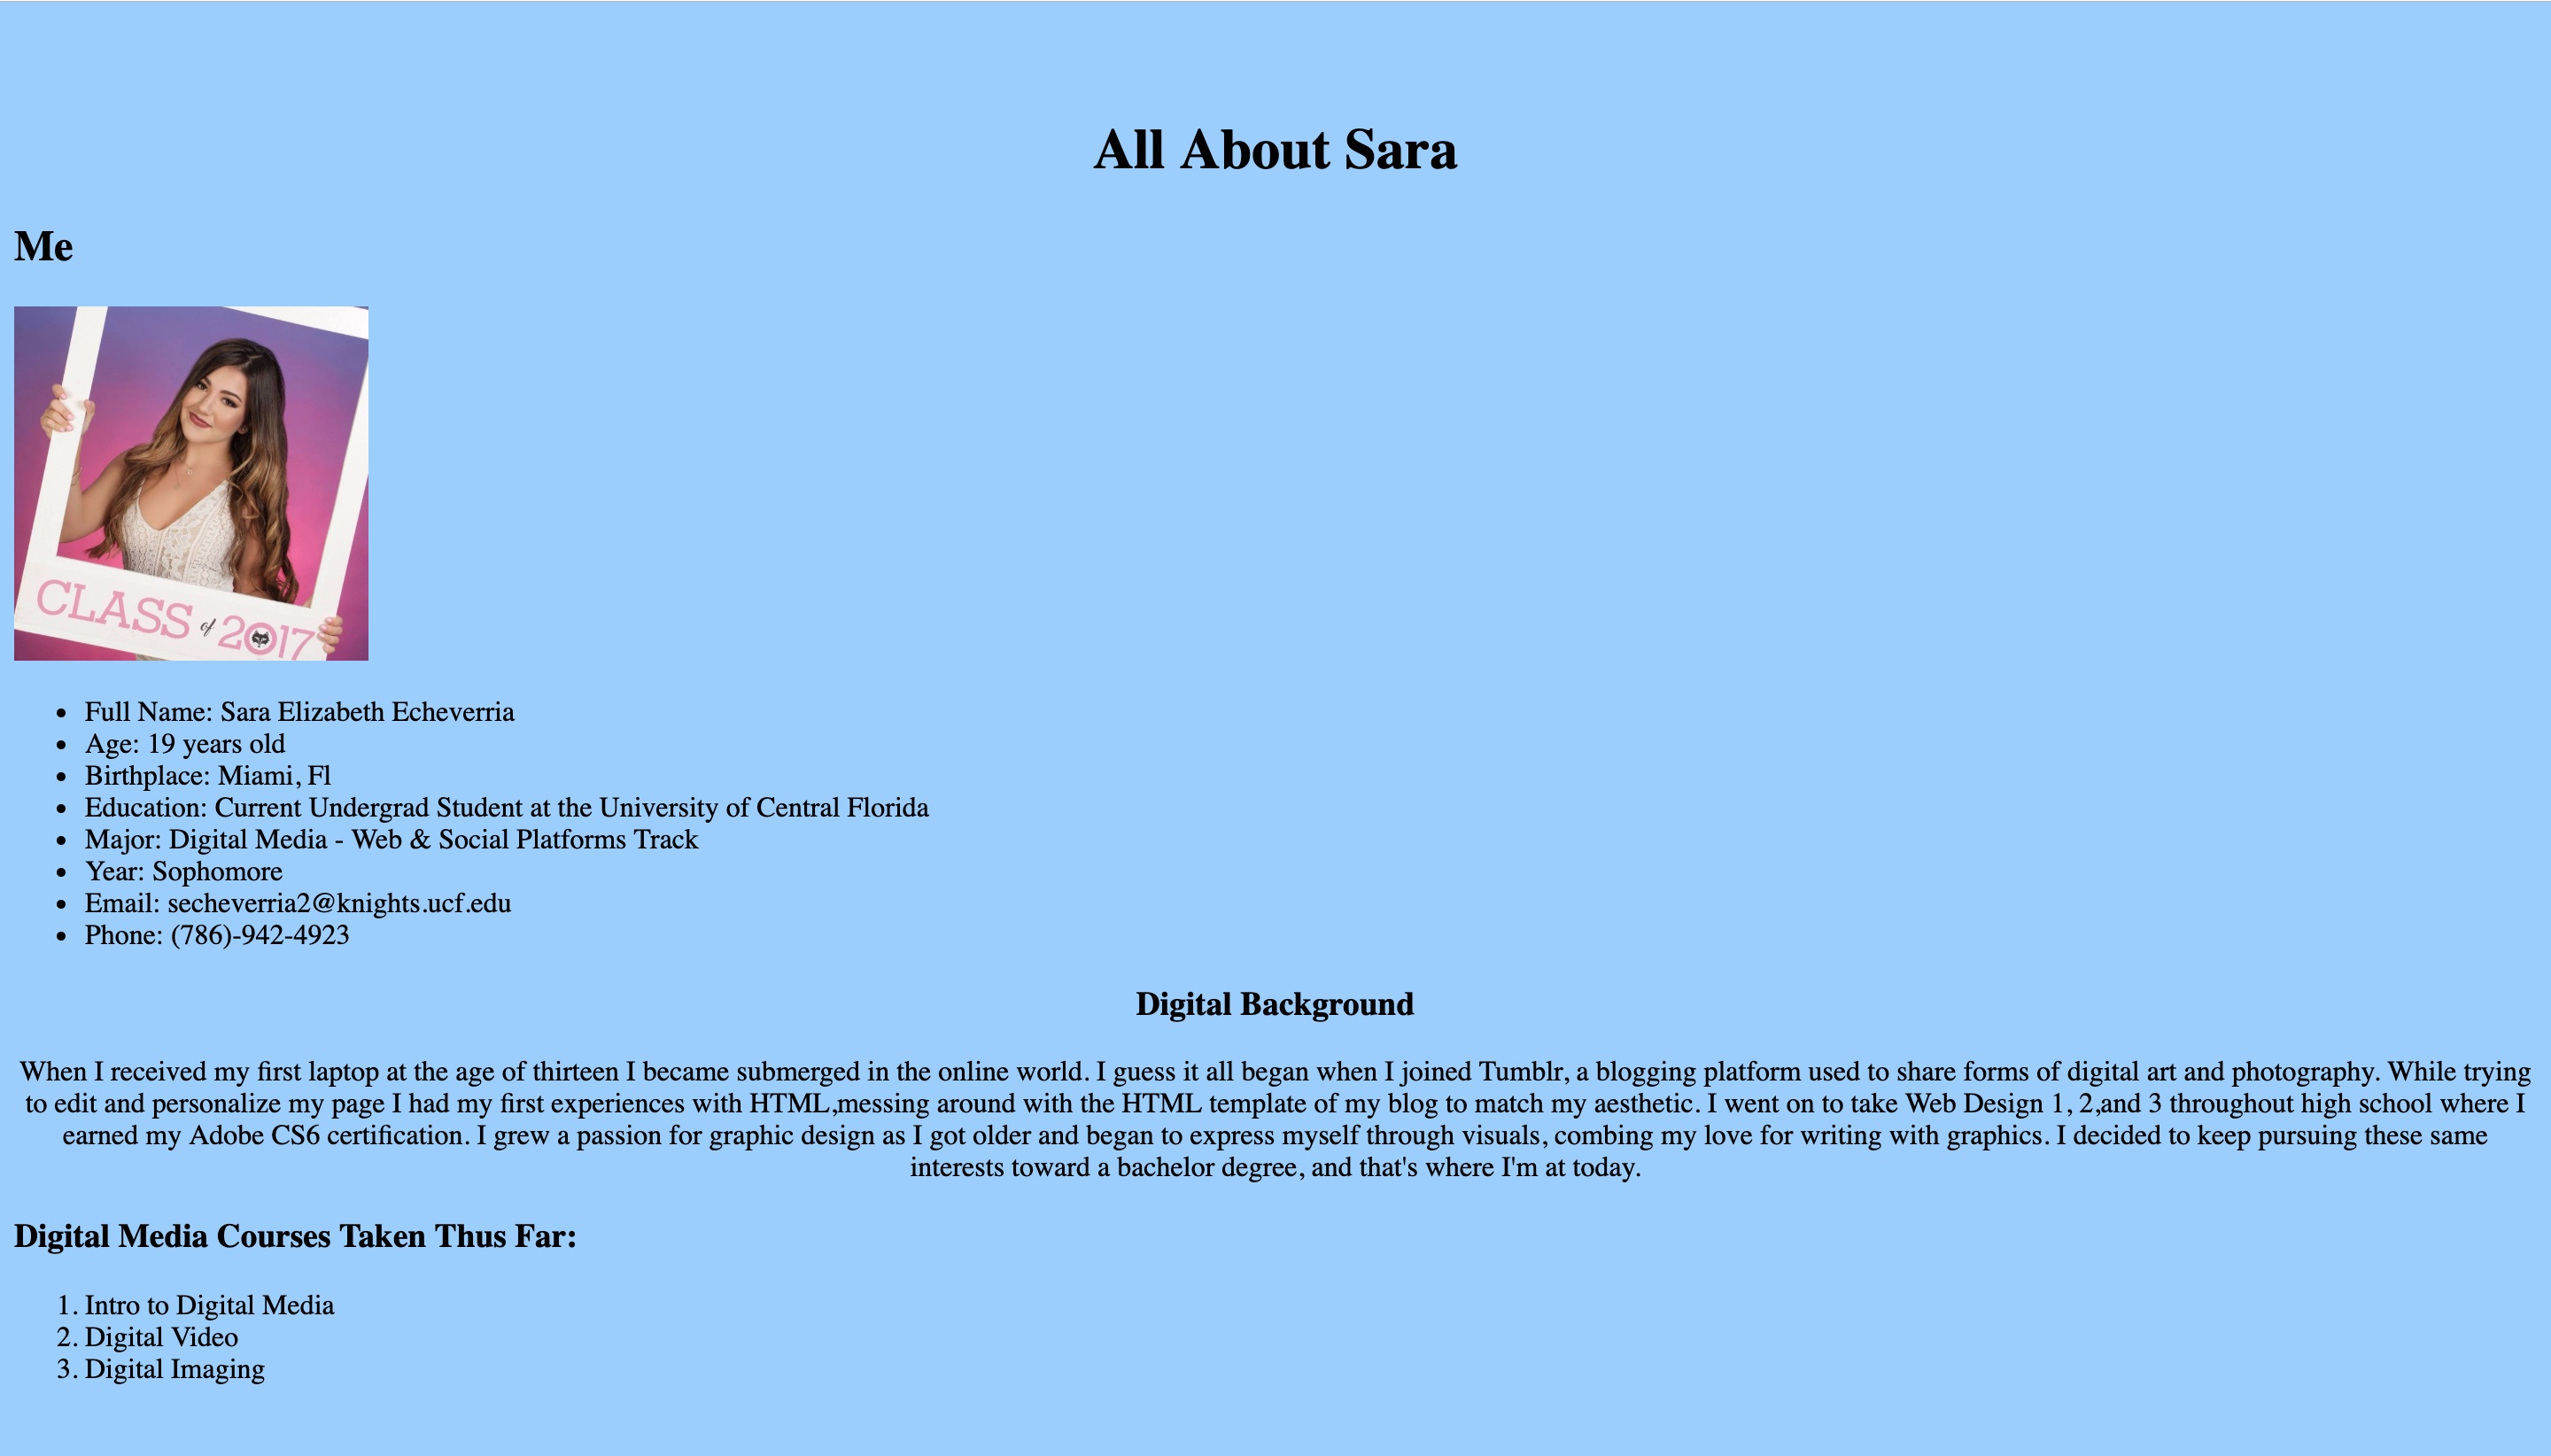 All About Sara
Me
CLASS of 2017
Full Name: Sara Elizabeth Echeverria
Age: 19 years old
Birthplace: Miami, Fl
Education: Current Undergrad Student at the University of Central Florida
Major: Digital Media - Web & Social Platforms Track
Year: Sophomore
Email: secheverria2@knights.ucf.edu
Phone: (786)-942-4923
Digital Background
When I received my first laptop at the age of thirteen I became submerged in the online world. I guess it all began when I joined Tumblr, a blogging platform used to share forms of digital art and photography. While trying
to edit and personalize my page I had my first experiences with HTML,messing around with the HTML template of my blog to match my aesthetic. I went on to take Web Design 1, 2,and 3 throughout high school where I
earned my Adobe CS6 certification. I grew a passion for graphic design as I got older and began to express myself through visuals, combing my love for writing with graphics. I decided to keep pursuing these same
interests toward a bachelor degree, and that's where I'm at today.
Digital Media Courses Taken Thus Far:
1. Intro to Digital Media
2. Digital Video
3. Digital Imaging